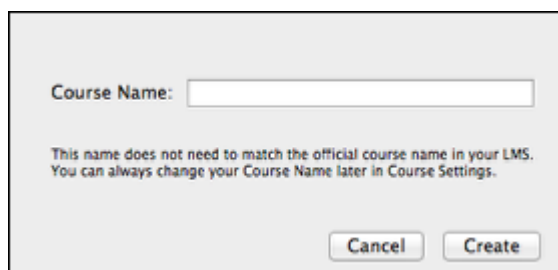 Course Name:
This name does not need to match the official course name in your LMS.
You can always change your Course Name later in Course Settings.
Cancel Create